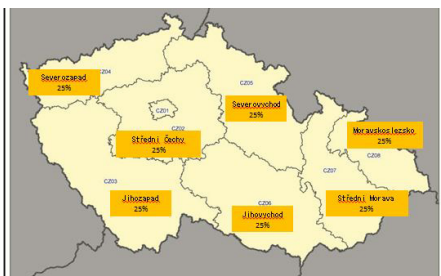 CZ04
Severozapad
25%
CZ05
Severovychod
25%
CZ01
CZ02
Střední Čechy
25%
Moravskoslezsko
25%
CZ08
CZ07
CZ03
Jihozapad
25%
CZ06
Jihovychod
25%
Střední Morava
25%